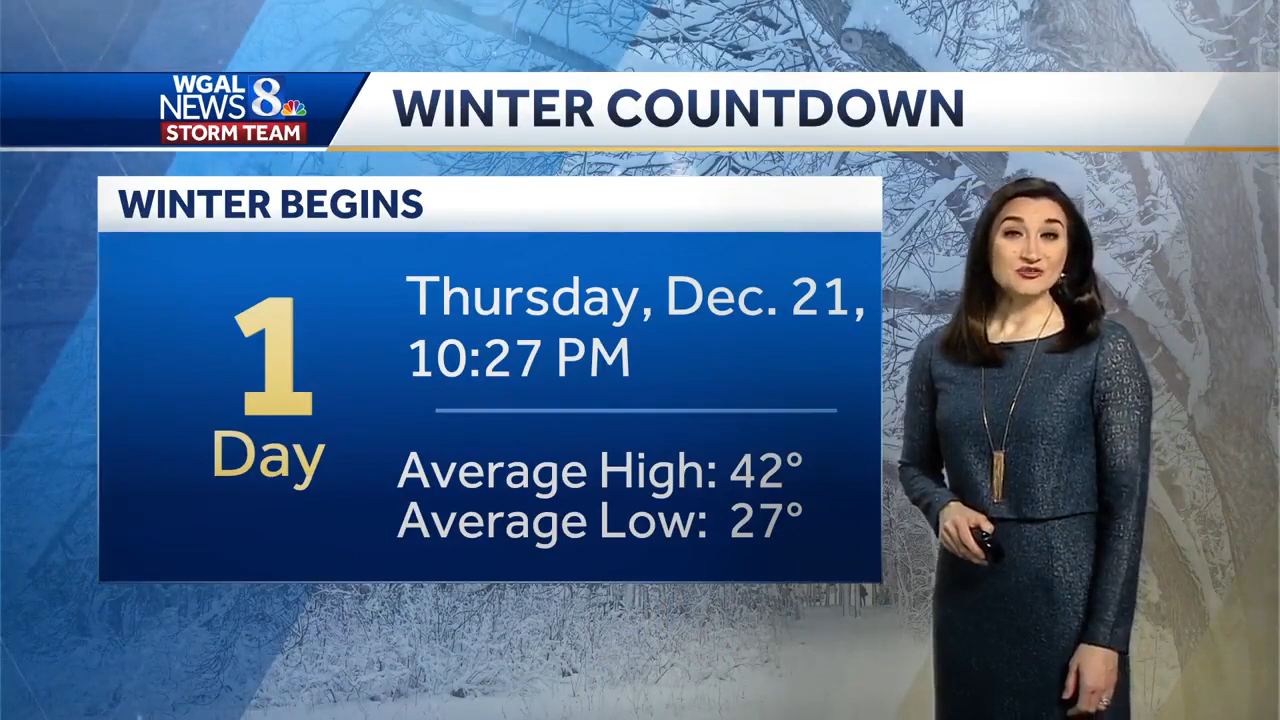 WGAL
NEWS 8
STORM TEAM
WINTER COUNTDOWN
WINTER BEGINS
1
Day
Thursday, Dec. 21,
10:27 PM
Average High: 42°
Average Low: 27°